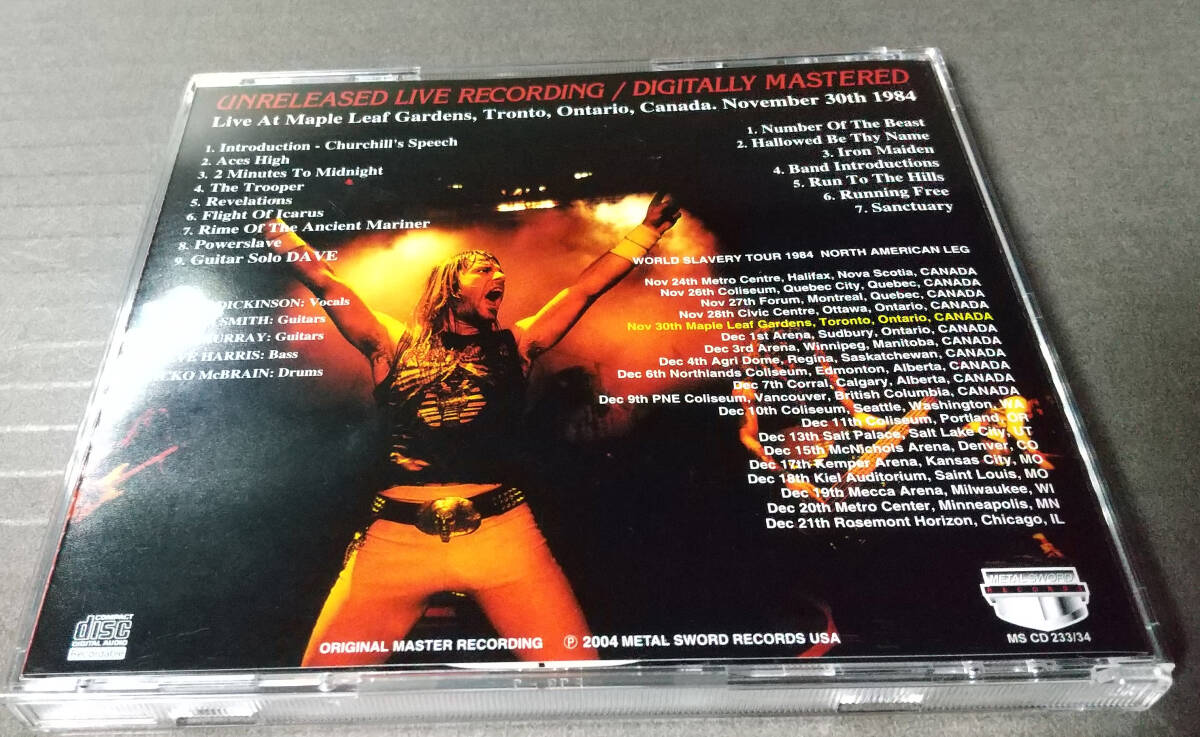 UNRELEASED LIVE RECORDING / DIGITALLY MASTERED
Live At Maple Leaf Gardens, Tronto, Ontario, Canada. November 30th 1984
1. Introduction - Churchill's Speech
2. Aces High
3. 2 Minutes To Midnight
4. The Trooper
5. Revelations
6. Flight Of Icarus
7. Rime Of The Ancient Mariner
8. Powerslave
9. Guitar Solo DAVE
1. Number Of The Beast
2. Hallowed Be Thy Name
3. Iron Maiden
4. Band Introductions
5. Run To The Hills
6. Running Free
7. Sanctuary
DICKINSON: Vocals
SMITH: Guitars
MURRAY: Guitars
HARRIS: Bass
McBRAIN: Drums
WORLD SLAVERY TOUR 1984 NORTH AMERICAN LEG
Nov 24th Metro Centre, Halifax, Nova Scotia, CANADA
Nov 26th Coliseum, Quebec City, Quebec, CANADA
Nov 27th Forum, Montreal, Quebec, CANADA
Nov 28th Civic Centre, Ottawa, Ontario, CANADA
Nov 30th Maple Leaf Gardens, Toronto, Ontario, CANADA
Dec 1st Arena, Sudbury, Ontario, CANADA
Dec 3rd Arena, Winnipeg, Manitoba, CANADA
Dec 4th Agri Dome, Regina, Saskatchewan, CANADA
Dec 6th Northlands Coliseum, Edmonton, Alberta, CANADA
Dec 7th Corral, Calgary, Alberta, CANADA
Dec 9th PNE Coliseum, Vancouver, British Columbia, CANADA
Dec 10th Coliseum, Seattle, Washington, WA
Dec 11th Coliseum, Portland, OR
Dec 13th Salt Palace, Salt Lake City, UT
Dec 15th McNichols Arena, Denver, CO
Dec 17th Kemper Arena, Kansas City, MO
Dec 18th Kiel Auditorium, Saint Louis, MO
Dec 19th Mecca Arena, Milwaukee, WI
Dec 20th Metro Center, Minneapolis, MN
Dec 21th Rosemont Horizon, Chicago, IL
METAL SWORD
RECORDS
MS CD 233/34
COMPACT
disc
DIGITAL AUDIO
Recordable
ORIGINAL MASTER RECORDING ℗ 2004 METAL SWORD RECORDS USA